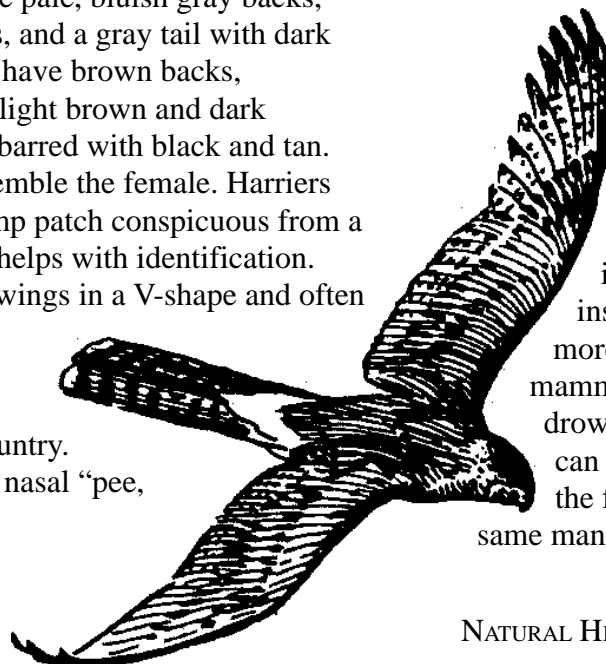 e pale, bluish gray backs,
s, and a gray tail with dark
have brown backs,
light brown and dark
barred with black and tan.
emble the female. Harriers
mp patch conspicuous from a
helps with identification.
wings in a V-shape and often
untry.
nasal “pee,
i
ins
more
mamm
drow
can
the f
same man
NATURAL HI